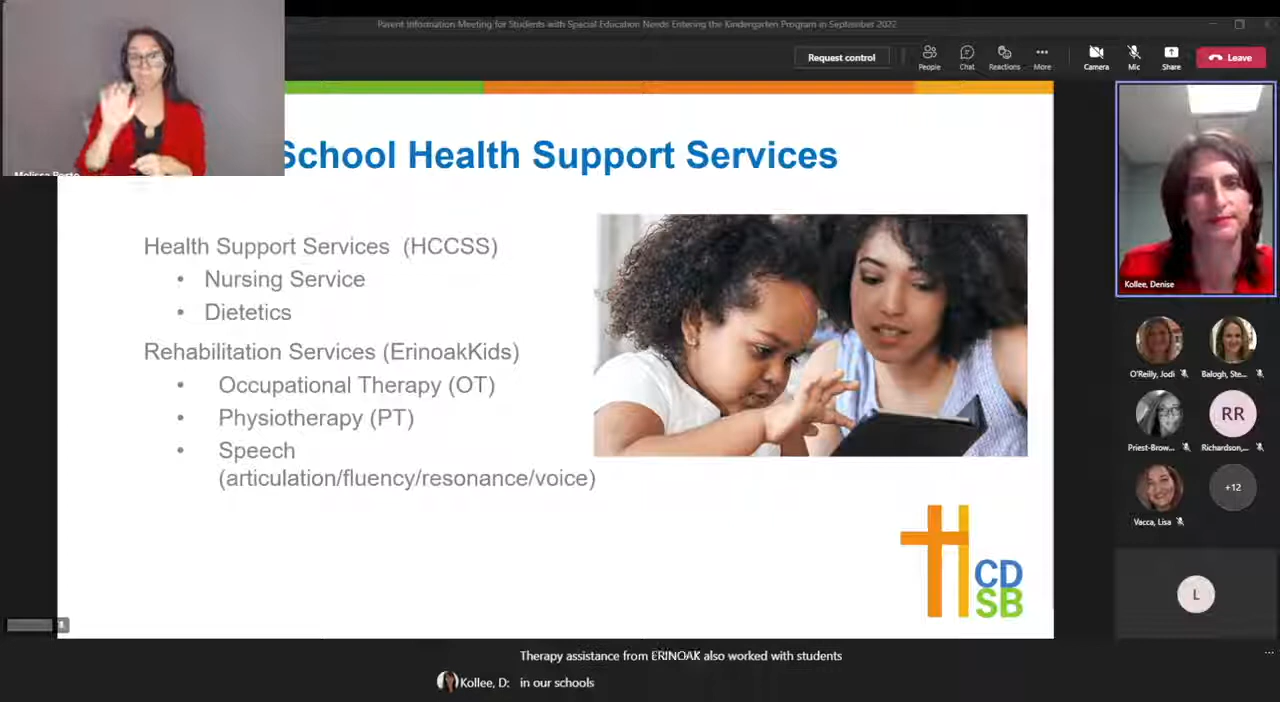 Parent Information Meeting for Students with Special Education Needs Entering the Kindergarten Program in September 2022
Request control
People
Chat
Reactions
More
Camera
Mic
Share
Leave
School Health Support Services
Health Support Services (HCCSS)
• Nursing Service
• Dietetics
Rehabilitation Services (ErinoakKids)
• Occupational Therapy (OT)
• Physiotherapy (PT)
• Speech
(articulation/fluency/resonance/voice)
H CD
SB
Kollee, Denise
O'Reilly, Jodi
Balogh, Ste...
RR
Priest-Brow...
Richardson,...
+12
Vacca, Lisa
L
Therapy assistance from ERINOAK also worked with students
Kollee, D: in our schools